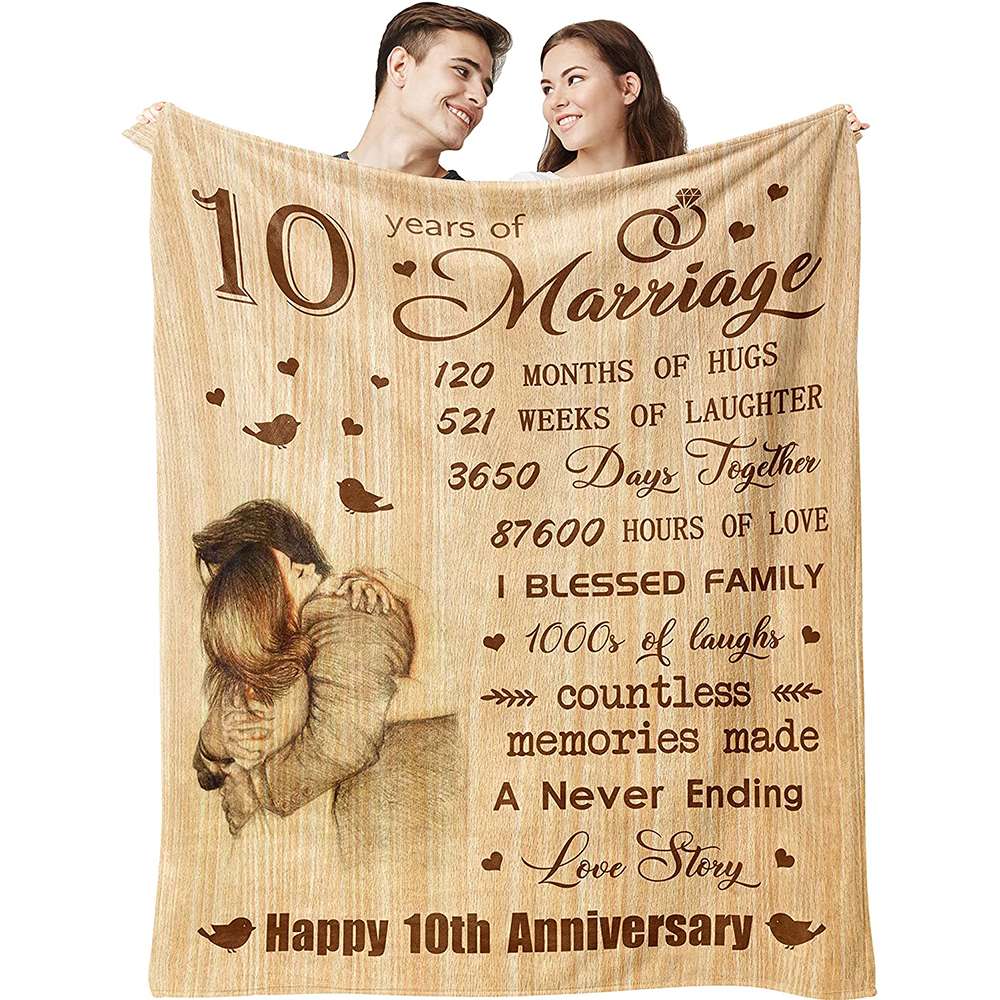 10 years of
Marriage
120 MONTHS OF HUGS
521 WEEKS OF LAUGHTER
3650 Days Together
87600 HOURS OF LOVE
I BLESSED FAMILY
1000s of laughs
countless
memories made
A Never Ending
Love Story
Happy 10th Anniversary